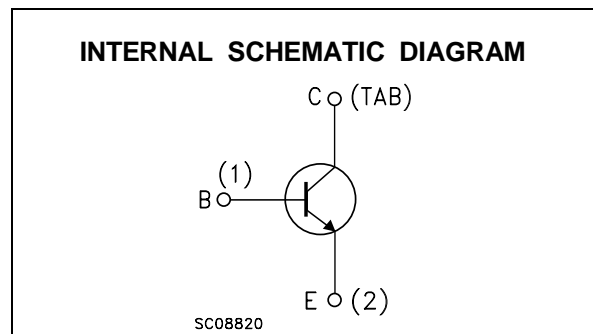 INTERNAL SCHEMATIC DIAGRAM
C (TAB)
(1)
B
E (2)
SC08820